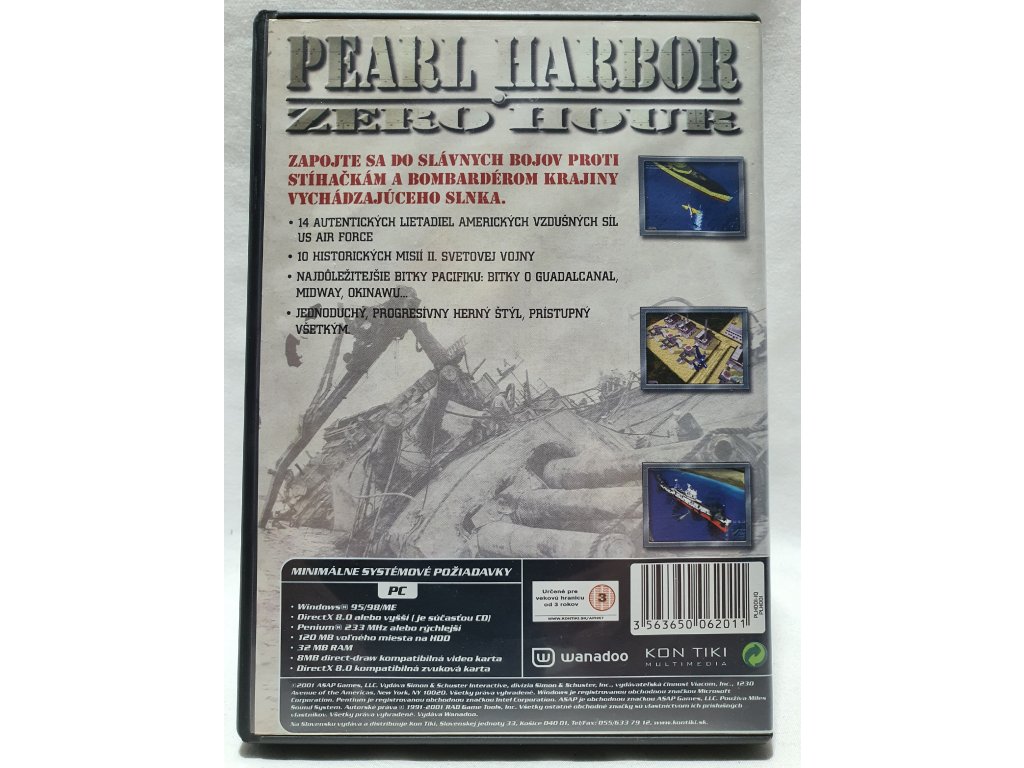 PEARL HARBOR
ZERO HOUR
ZAPOJTE SA DO SLÁVNYCH BOJOV PROTI
STÍHAČKÁM A BOMBARDÉROM KRAJINY
VYCHÁDZAJÚCEHO SLNKA.
• 14 AUTENTICKÝCH LIETADIEL AMERICKÝCH VZDUŠNÝCH SÍL
US AIR FORCE
• 10 HISTORICKÝCH MISIÍ II. SVETOVEJ VOJNY
• NAJDÔLEŽITEJŠIE BITKY PACIFIKU: BITKY O GUADALCANAL,
MIDWAY, OKINAWU...
• JEDNODUCHÝ, PROGRESÍVNY HERNÝ ŠTÝL, PRÍSTUPNÝ
VŠETKÝM.
MINIMÁLNE SYSTÉMOVÉ POŽIADAVKY
PC
• Windows® 95/98/ME
• DirectX 8.0 alebo vyšší ( je súčasťou CD)
• Penium® 233 MHz alebo rýchlejší
• 120 MB voľného miesta na HDD
• 32 MB RAM
• 8MB direct-draw kompatibilná video karta
• DirectX 8.0 kompatibilná zvuková karta
Určené pre
vekovú hranicu
od 3 rokov
3
3 563650 062011
w wanadoo
KON TIKI
MULTIMEDIA
©2001 ASAP Games, LLC. Vydáva Simon & Schuster Interactive, divízia Simon & Schuster, Inc., vydávateľská činnosť Viacom, Inc., 1230
Avenue of the Americas, New York, NY 10020. Všetky práva vyhradené. Windows je registrovanou obchodnou značkou Microsoft
Corporation. Pentium je registrovanou obchodnou značkou Intel Corporation. ASAP je obchodnou značkou ASAP Games, LLC. Používa Miles
Sound System. Autorské práva © 1991-2001 RAD Game Tools, Inc. Všetky ostatné obchodné značky sú vlastníctvom ich príslušných
vlastníkov. Všetky práva vyhradené. Vydáva Wanadoo.
Na Slovensku vydáva a distribuuje Kon Tiki, Slovenskej jednoty 33, Košice 040 01, Tel/Fax: 055/633 79 12, www.kontiki.sk.